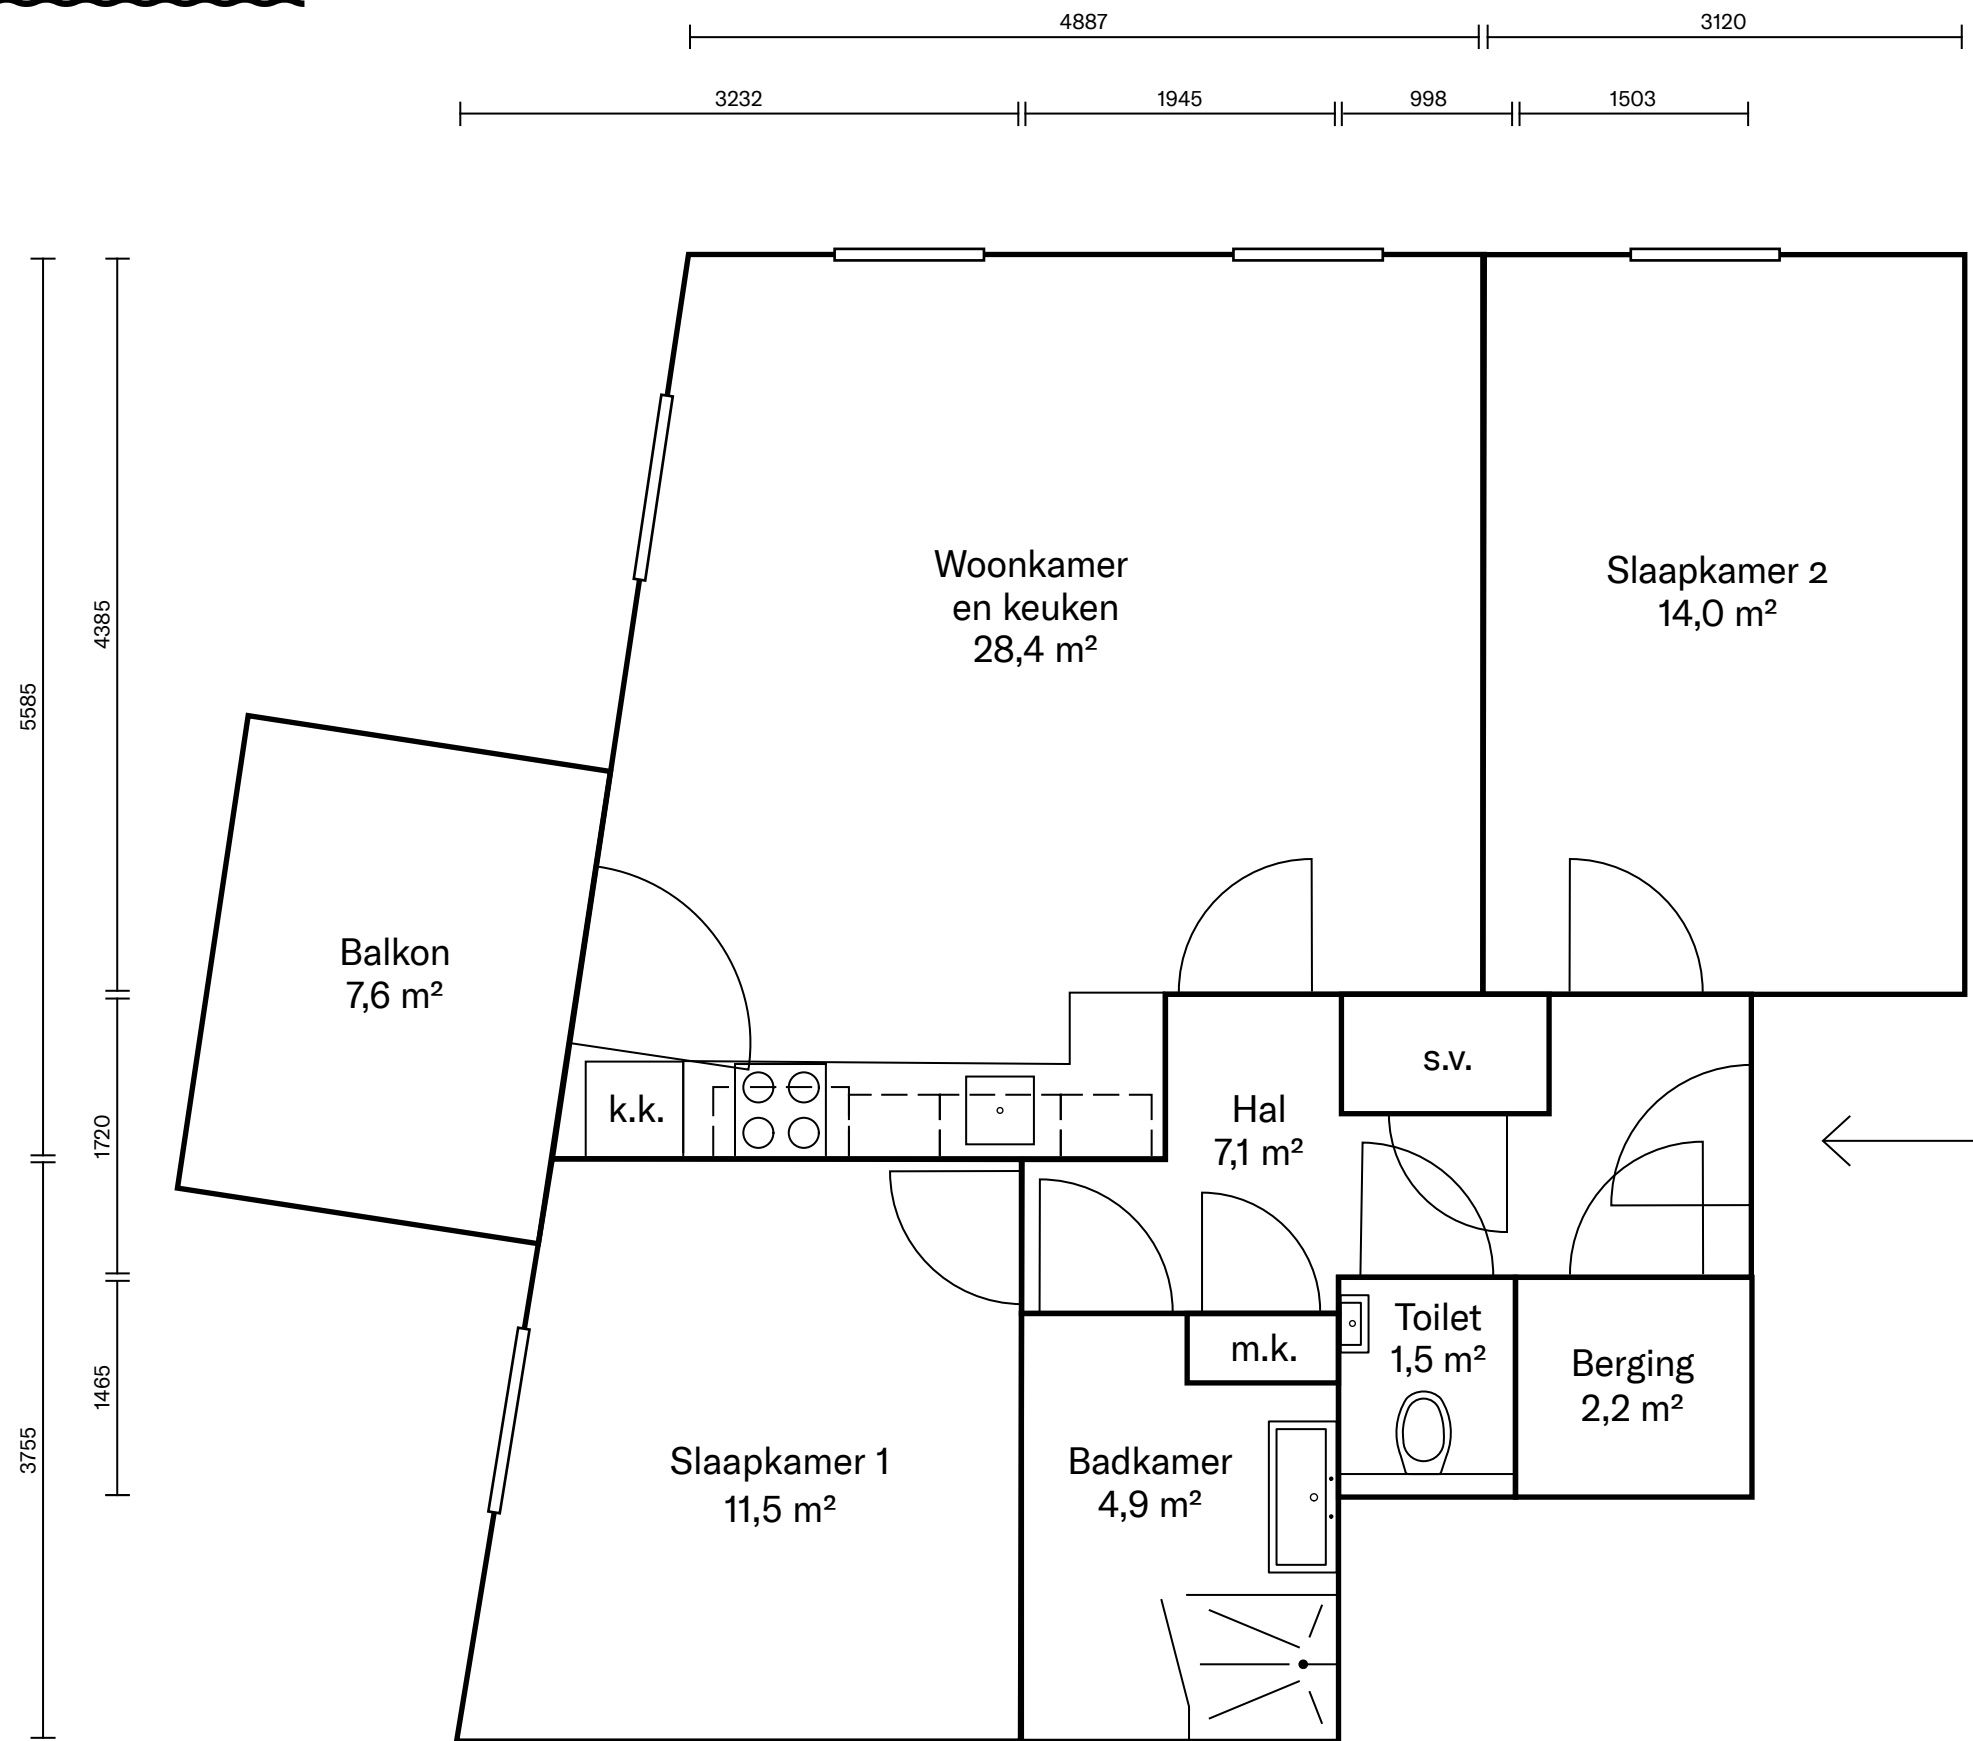 4887
3120
3232
1945
998
1503
5585
4385
1720
1465
3755
Woonkamer
en keuken
28,4 m²
Slaapkamer 2
14,0 m²
Balkon
7,6 m²
k.k.
Hal
7,1 m²
s.v.
m.k.
Toilet
1,5 m²
Berging
2,2 m²
Slaapkamer 1
11,5 m²
Badkamer
4,9 m²